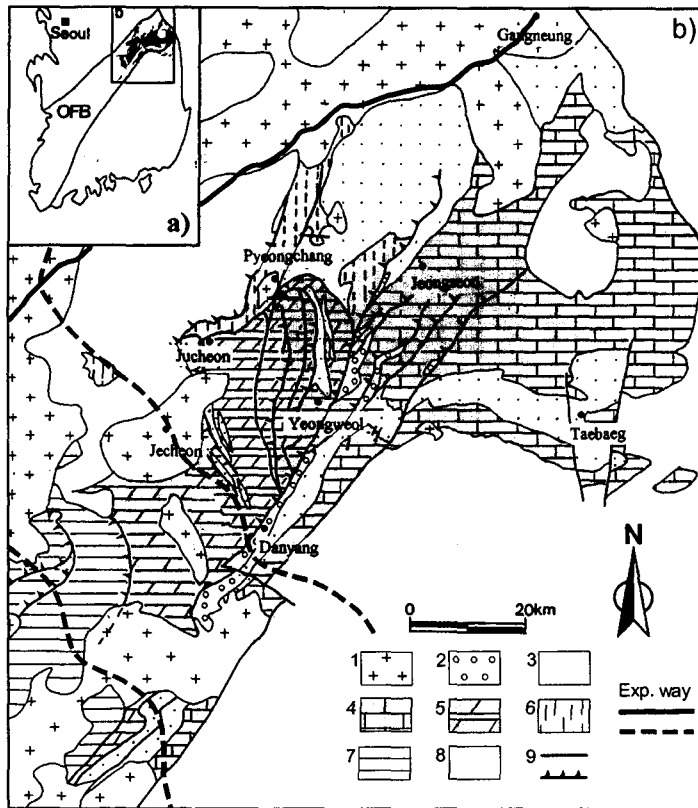 b
Seoul
OFB
a)
b)
Gangneung
Pyeongchang
Jeongseon
Jucheon
Yeongweol
Jecheon
Taebaeg
Danyang
N
0 20km
1 2 3
4 5 6
7 8 9
Exp. way